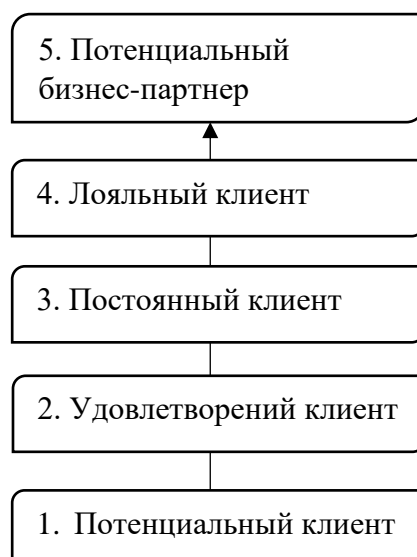 5. Потенциальный
бизнес-партнер
4. Лояльный клиент
3. Постоянный клиент
2. Удовлетворений клиент
1. Потенциальный клиент